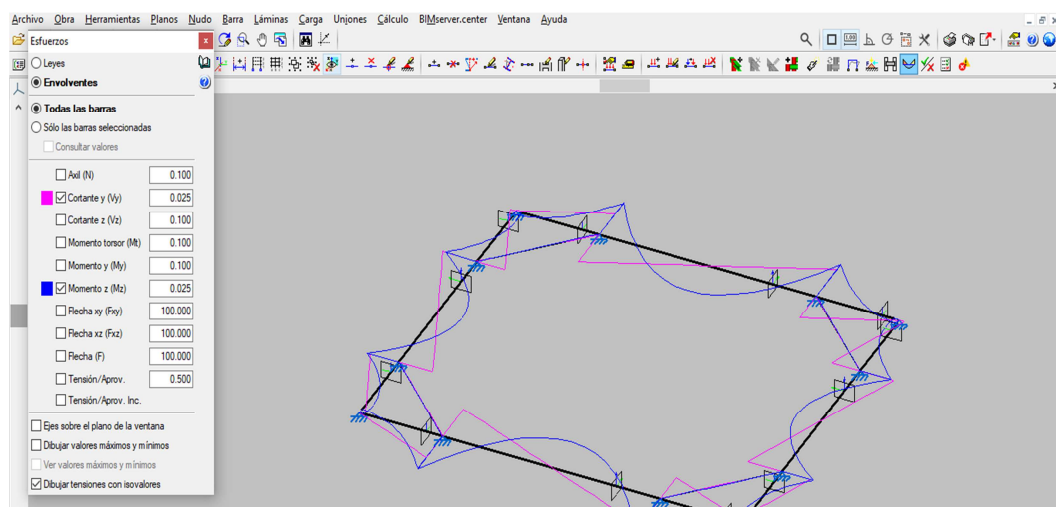 Archivo Obra Herramientas Planos Nudo Barra Láminas Carga Uniones Cálculo BIMserver.center Ventana Ayuda
Esfuerzos
Leyes
Envolventes
Todas las barras
Sólo las barras seleccionadas
Consultar valores
Axil (N) 0.100
Cortante y (Vy) 0.025
Cortante z (Vz) 0.100
Momento torsor (Mt) 0.100
Momento y (My) 0.100
Momento z (Mz) 0.025
Flecha xy (Fxy) 100.000
Flecha xz (Fxz) 100.000
Flecha (F) 100.000
Tensión/Aprov. 0.500
Tensión/Aprov. Inc.
Ejes sobre el plano de la ventana
Dibujar valores máximos y mínimos
Ver valores máximos y mínimos
Dibujar tensiones con isovalores